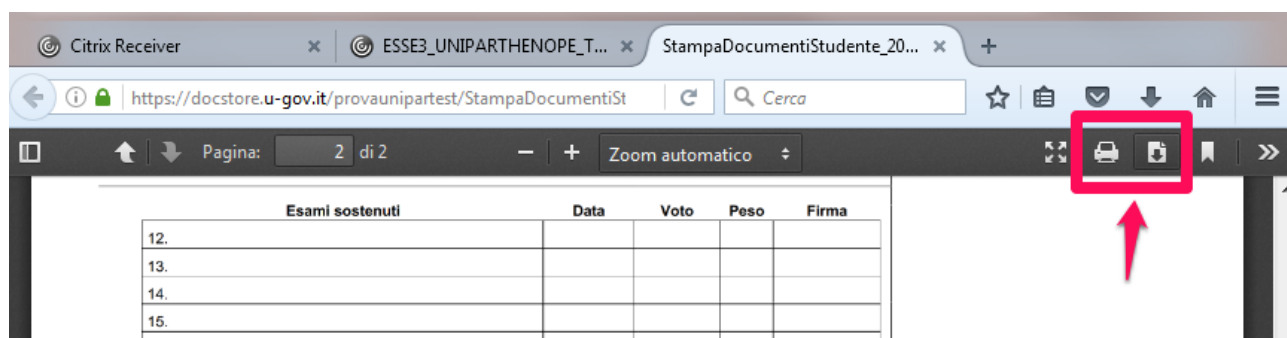 Citrix Receiver
ESSE3_UNIPARTHENOPE_T...
StampaDocumentiStudente_20...
https://docstore.u-gov.it/provaunipartest/StampaDocumentiSt
Cerca
Pagina: 2 di 2
Zoom automatico
Esami sostenuti Data Voto Peso Firma
12.
13.
14.
15.